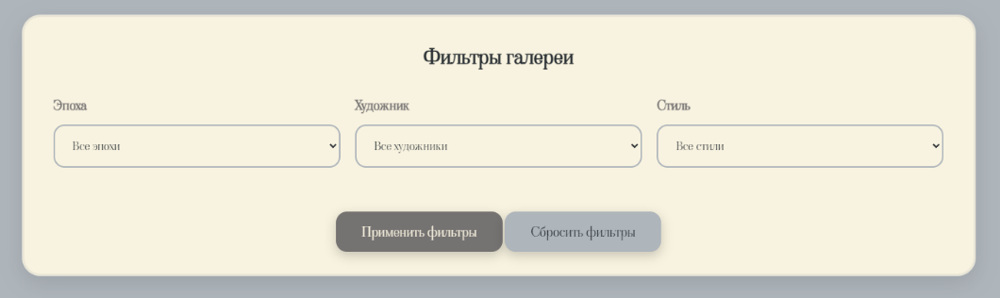 Фильтры галереи
Эпоха Художник Стиль
Все эпохи Все художники Все стили
Применить фильтры Сбросить фильтры